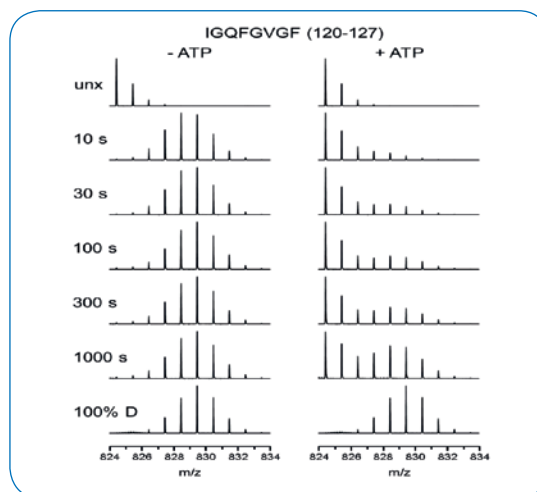 IGQFGVGF (120-127)
- ATP + ATP
unx
10 s
30 s
100 s
300 s
1000 s
100% D
824 826 828 830 832 834 824 826 828 830 832 834
m/z m/z